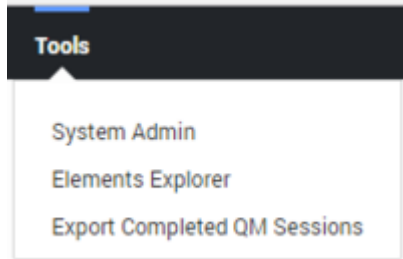 Tools
System Admin
Elements Explorer
Export Completed QM Sessions